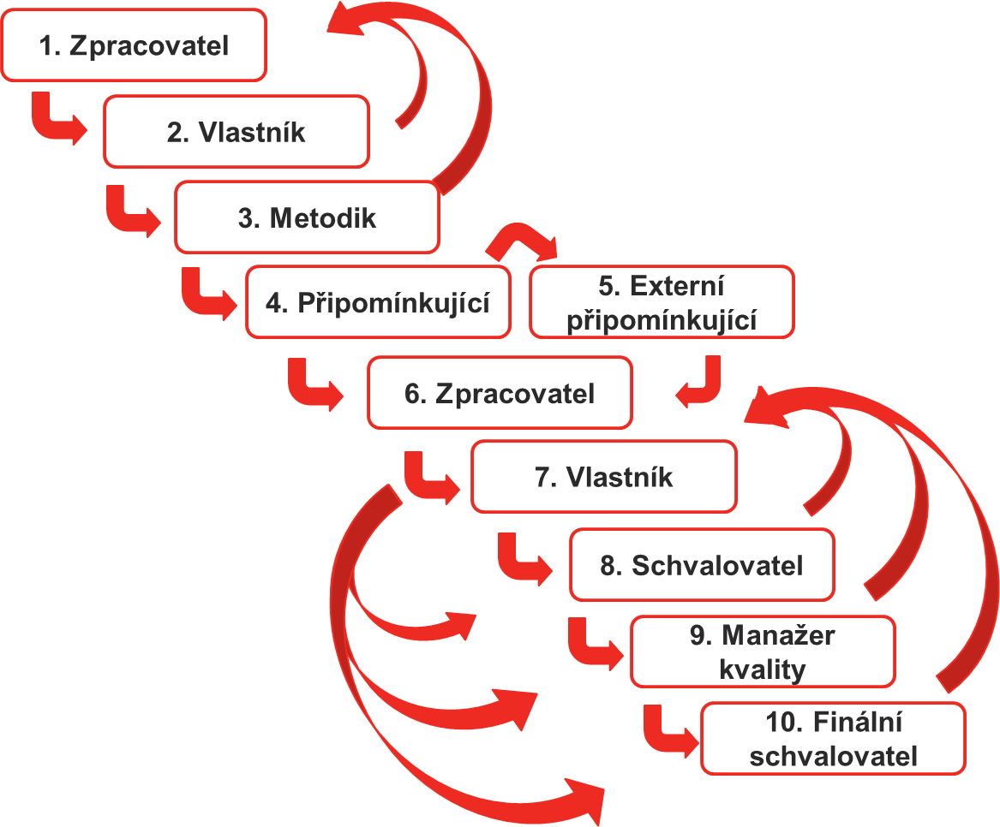 1. Zpracovatel
2. Vlastník
3. Metodik
4. Připomínkující
5. Externí
připomínkující
6. Zpracovatel
7. Vlastník
8. Schvalovatel
9. Manažer
kvality
10. Finální
schvalovatel